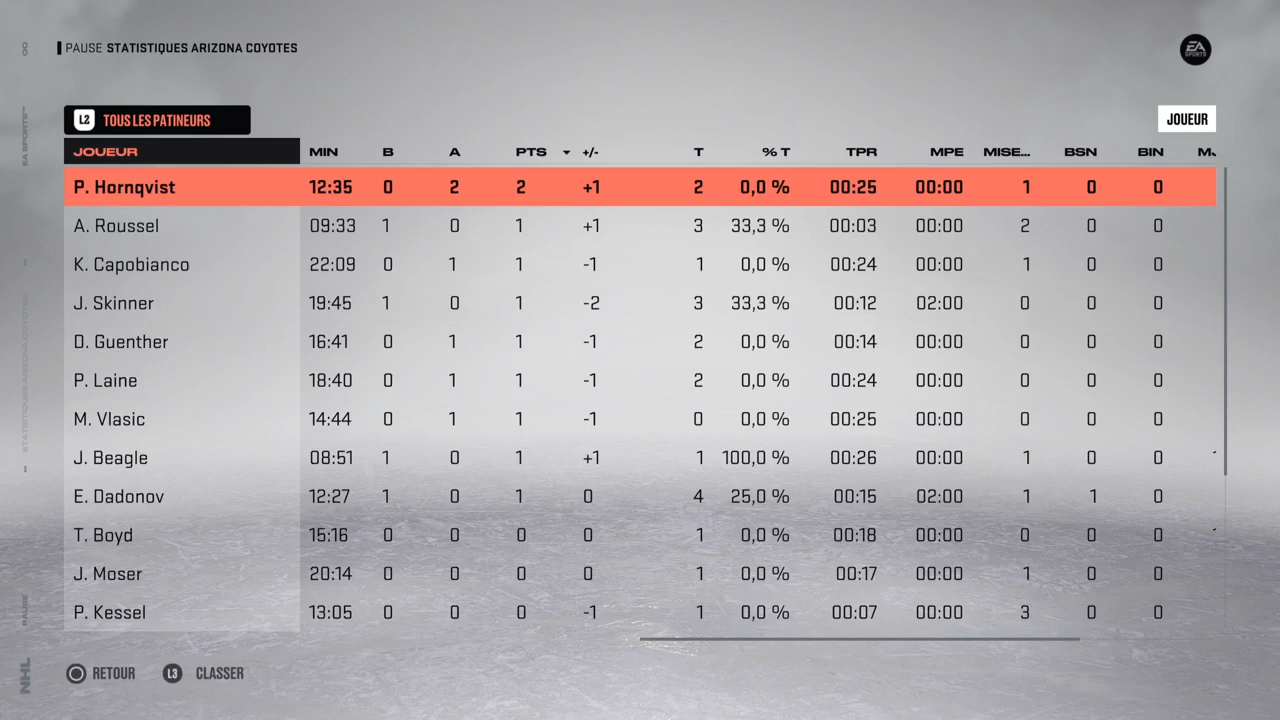 PAUSE STATISTIQUES ARIZONA COYOTES
EA SPORTS
L2 TOUS LES PATINEURS
JOUEUR
JOUEUR MIN B A PTS +/- T % T TPR MPE MISE... BSN BIN
P. Hornqvist 12:35 0 2 2 +1 2 0,0 % 00:25 00:00 1 0 0
A. Roussel 09:33 1 0 1 +1 3 33,3 % 00:03 00:00 2 0 0
K. Capobianco 22:09 0 1 1 -1 1 0,0 % 00:24 00:00 1 0 0
J. Skinner 19:45 1 0 1 -2 3 33,3 % 00:12 02:00 0 0 0
D. Guenther 16:41 0 1 1 -1 2 0,0 % 00:14 00:00 0 0 0
P. Laine 18:40 0 1 1 -1 2 0,0 % 00:24 00:00 0 0 0
M. Vlasic 14:44 0 1 1 -1 0 0,0 % 00:25 00:00 0 0 0
J. Beagle 08:51 1 0 1 +1 1 100,0 % 00:26 00:00 1 0 0
E. Dadonov 12:27 1 0 1 0 4 25,0 % 00:15 02:00 1 1 0
T. Boyd 15:16 0 0 0 0 1 0,0 % 00:18 00:00 0 0 0
J. Moser 20:14 0 0 0 0 1 0,0 % 00:17 00:00 1 0 0
P. Kessel 13:05 0 0 0 -1 1 0,0 % 00:07 00:00 3 0 0
RETOUR L3 CLASSER
NHL PAUSE » STATISTIQUES ARIZONA COYOTES » EA SPORTS™